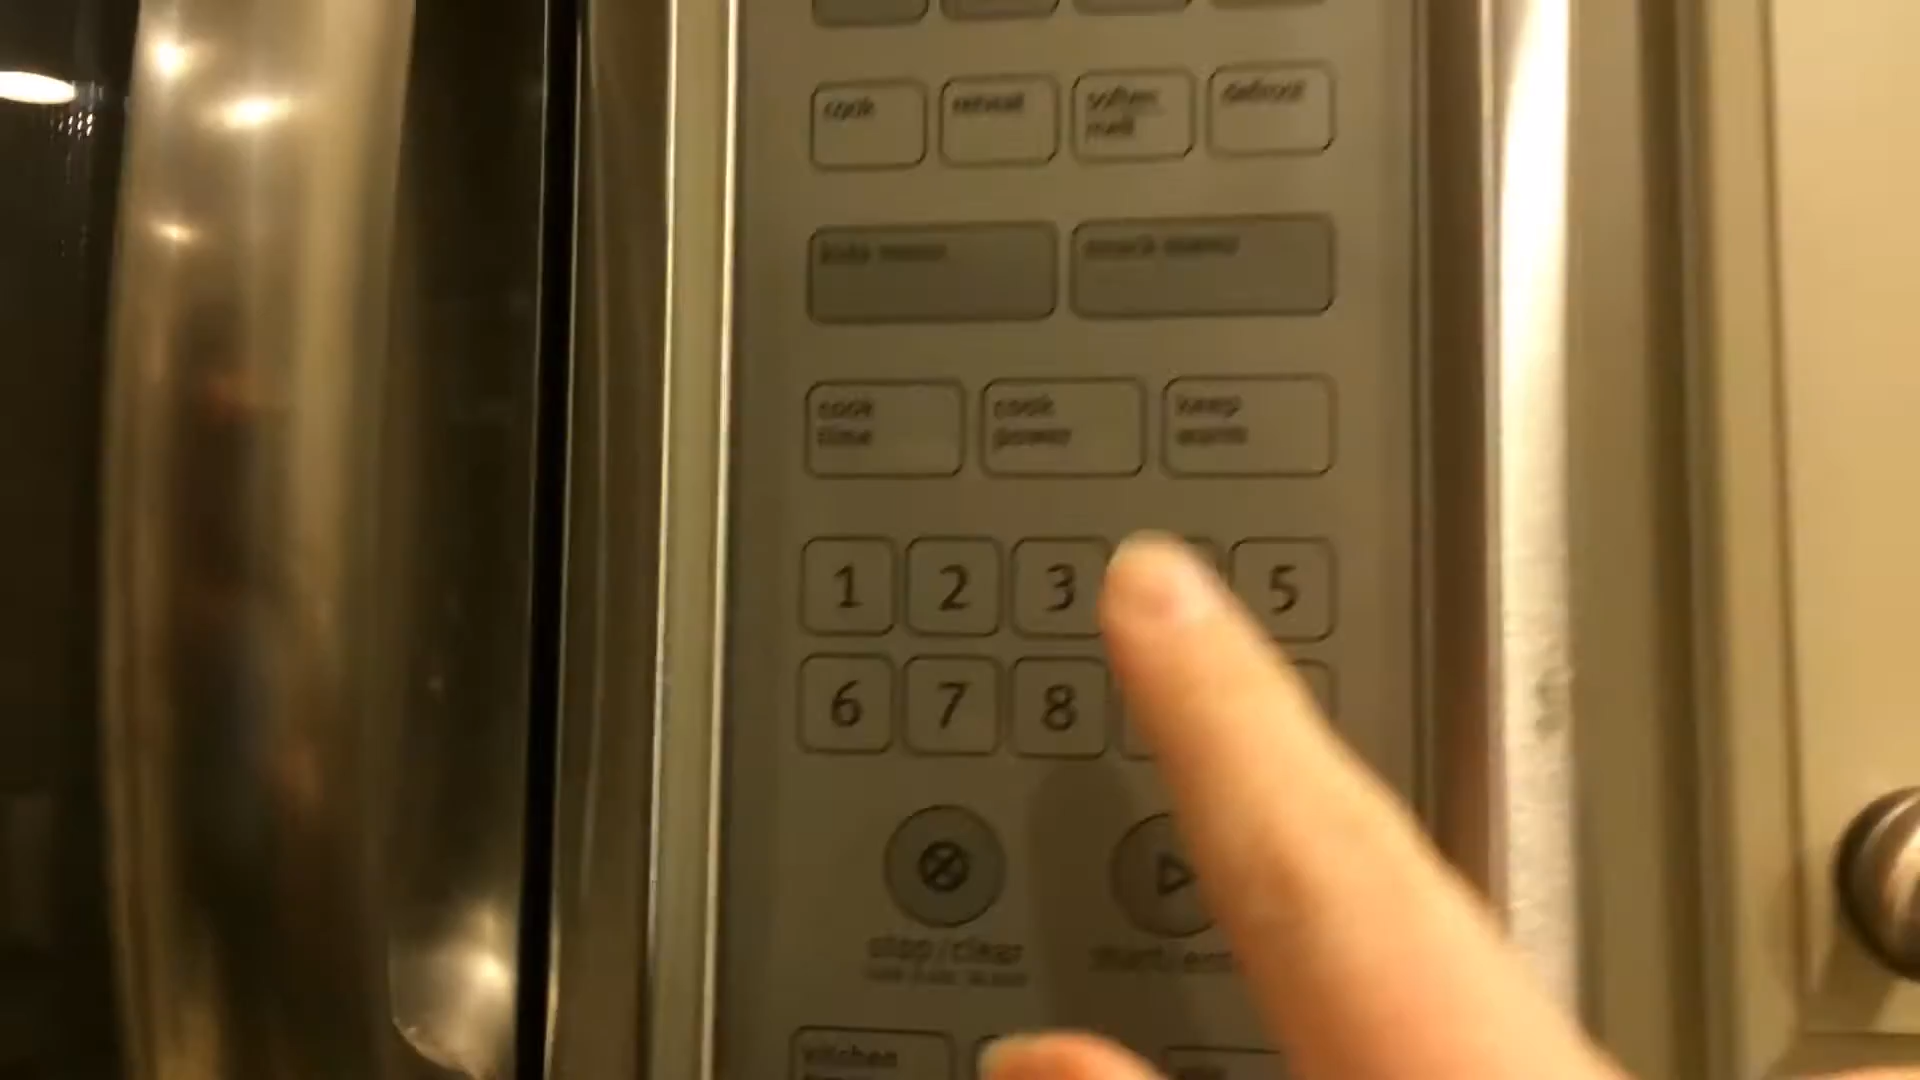 cook reheat soften melt defrost
kids menu snack menu
cook time cook power keep warm
1 2 3 5
6 7 8
stop/clear
kitchen